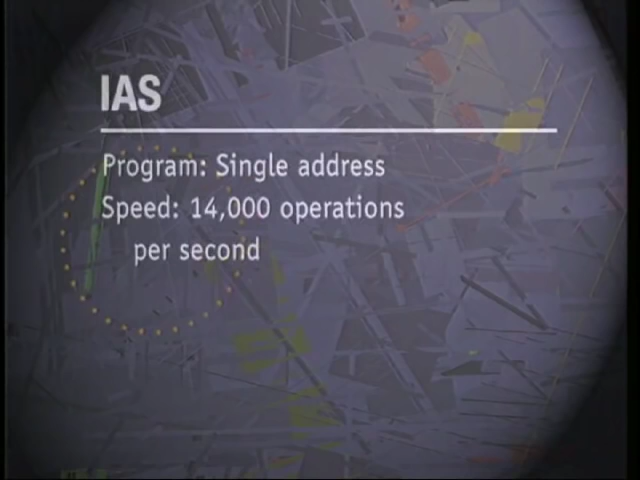 IAS
Program: Single address
Speed: 14,000 operations
per second